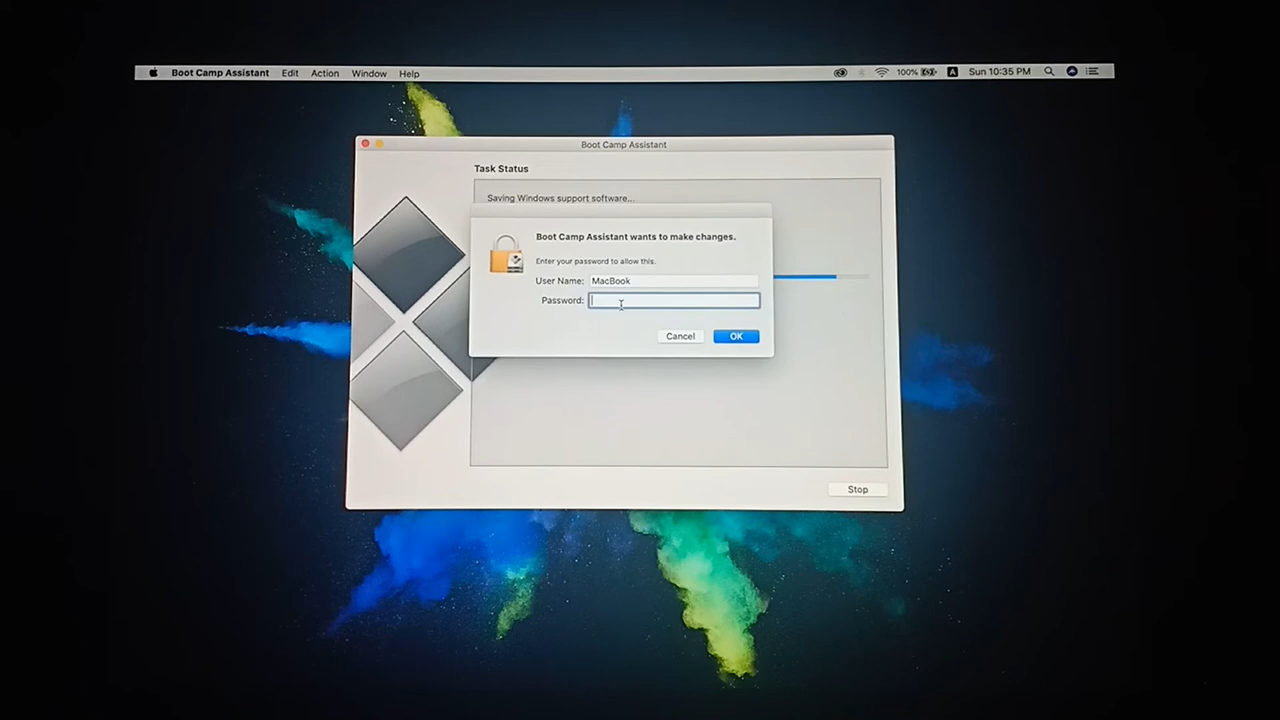 Boot Camp Assistant Edit Action Window Help 100% A Sun 10:35 PM
Boot Camp Assistant
Task Status
Saving Windows support software...
Boot Camp Assistant wants to make changes.
Enter your password to allow this.
User Name: MacBook
Password:
Cancel OK
Stop